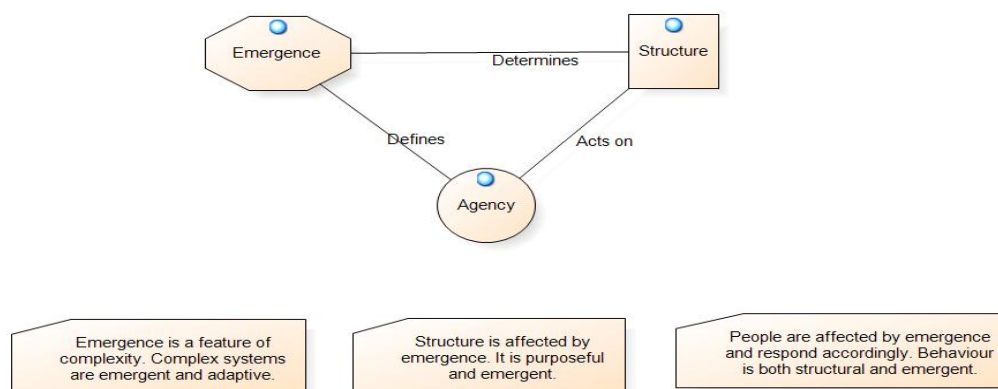 Emergence
Structure
Determines
Defines
Acts on
Agency
Emergence is a feature of
complexity. Complex systems
are emergent and adaptive.
Structure is affected by
emergence. It is purposeful
and emergent.
People are affected by emergence
and respond accordingly. Behaviour
is both structural and emergent.